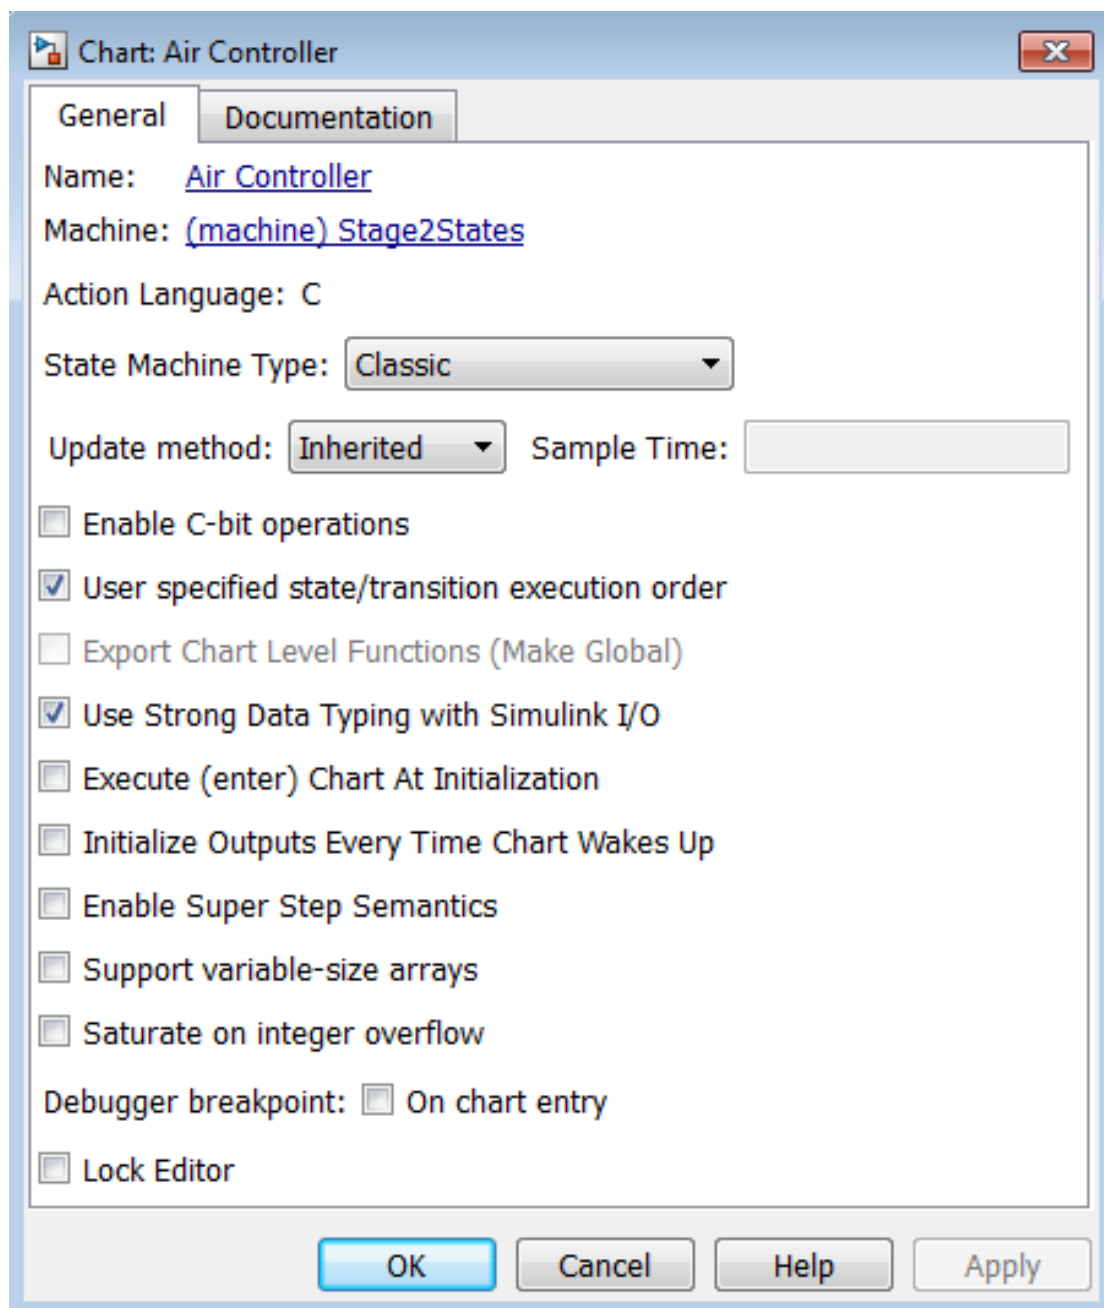 Chart: Air Controller
General Documentation
Name: Air Controller
Machine: (machine) Stage2States
Action Language: C
State Machine Type: Classic
Update method: Inherited Sample Time:
Enable C-bit operations
User specified state/transition execution order
Export Chart Level Functions (Make Global)
Use Strong Data Typing with Simulink I/O
Execute (enter) Chart At Initialization
Initialize Outputs Every Time Chart Wakes Up
Enable Super Step Semantics
Support variable-size arrays
Saturate on integer overflow
Debugger breakpoint: On chart entry
Lock Editor
OK Cancel Help Apply